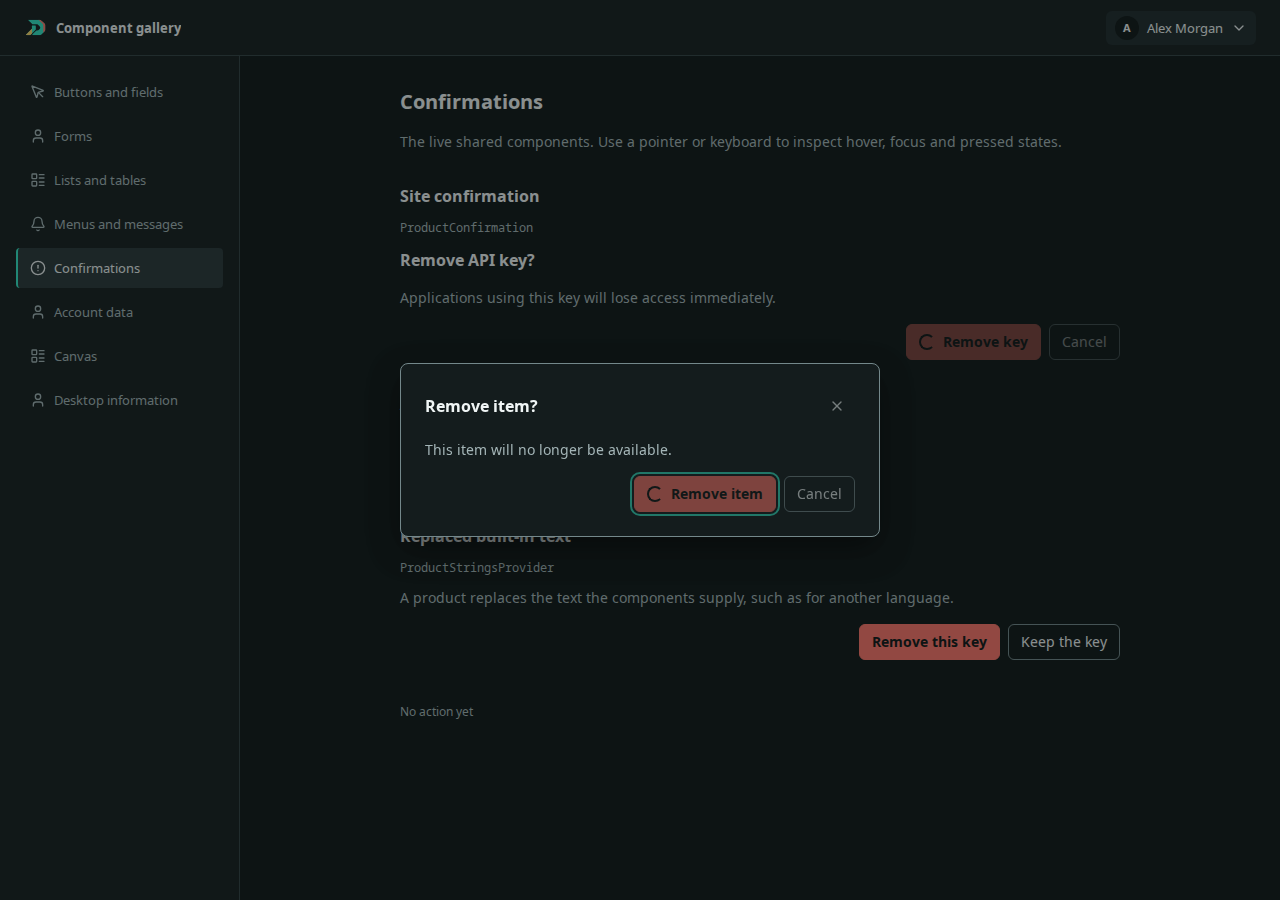 Component gallery
A Alex Morgan
Buttons and fields
Forms
Lists and tables
Menus and messages
Confirmations
Account data
Canvas
Desktop information
Confirmations
The live shared components. Use a pointer or keyboard to inspect hover, focus and pressed states.
Site confirmation
ProductConfirmation
Remove API key?
Applications using this key will lose access immediately.
Remove key Cancel
Remove item?
This item will no longer be available.
Remove item Cancel
Replaced built-in text
ProductStringsProvider
A product replaces the text the components supply, such as for another language.
Remove this key Keep the key
No action yet